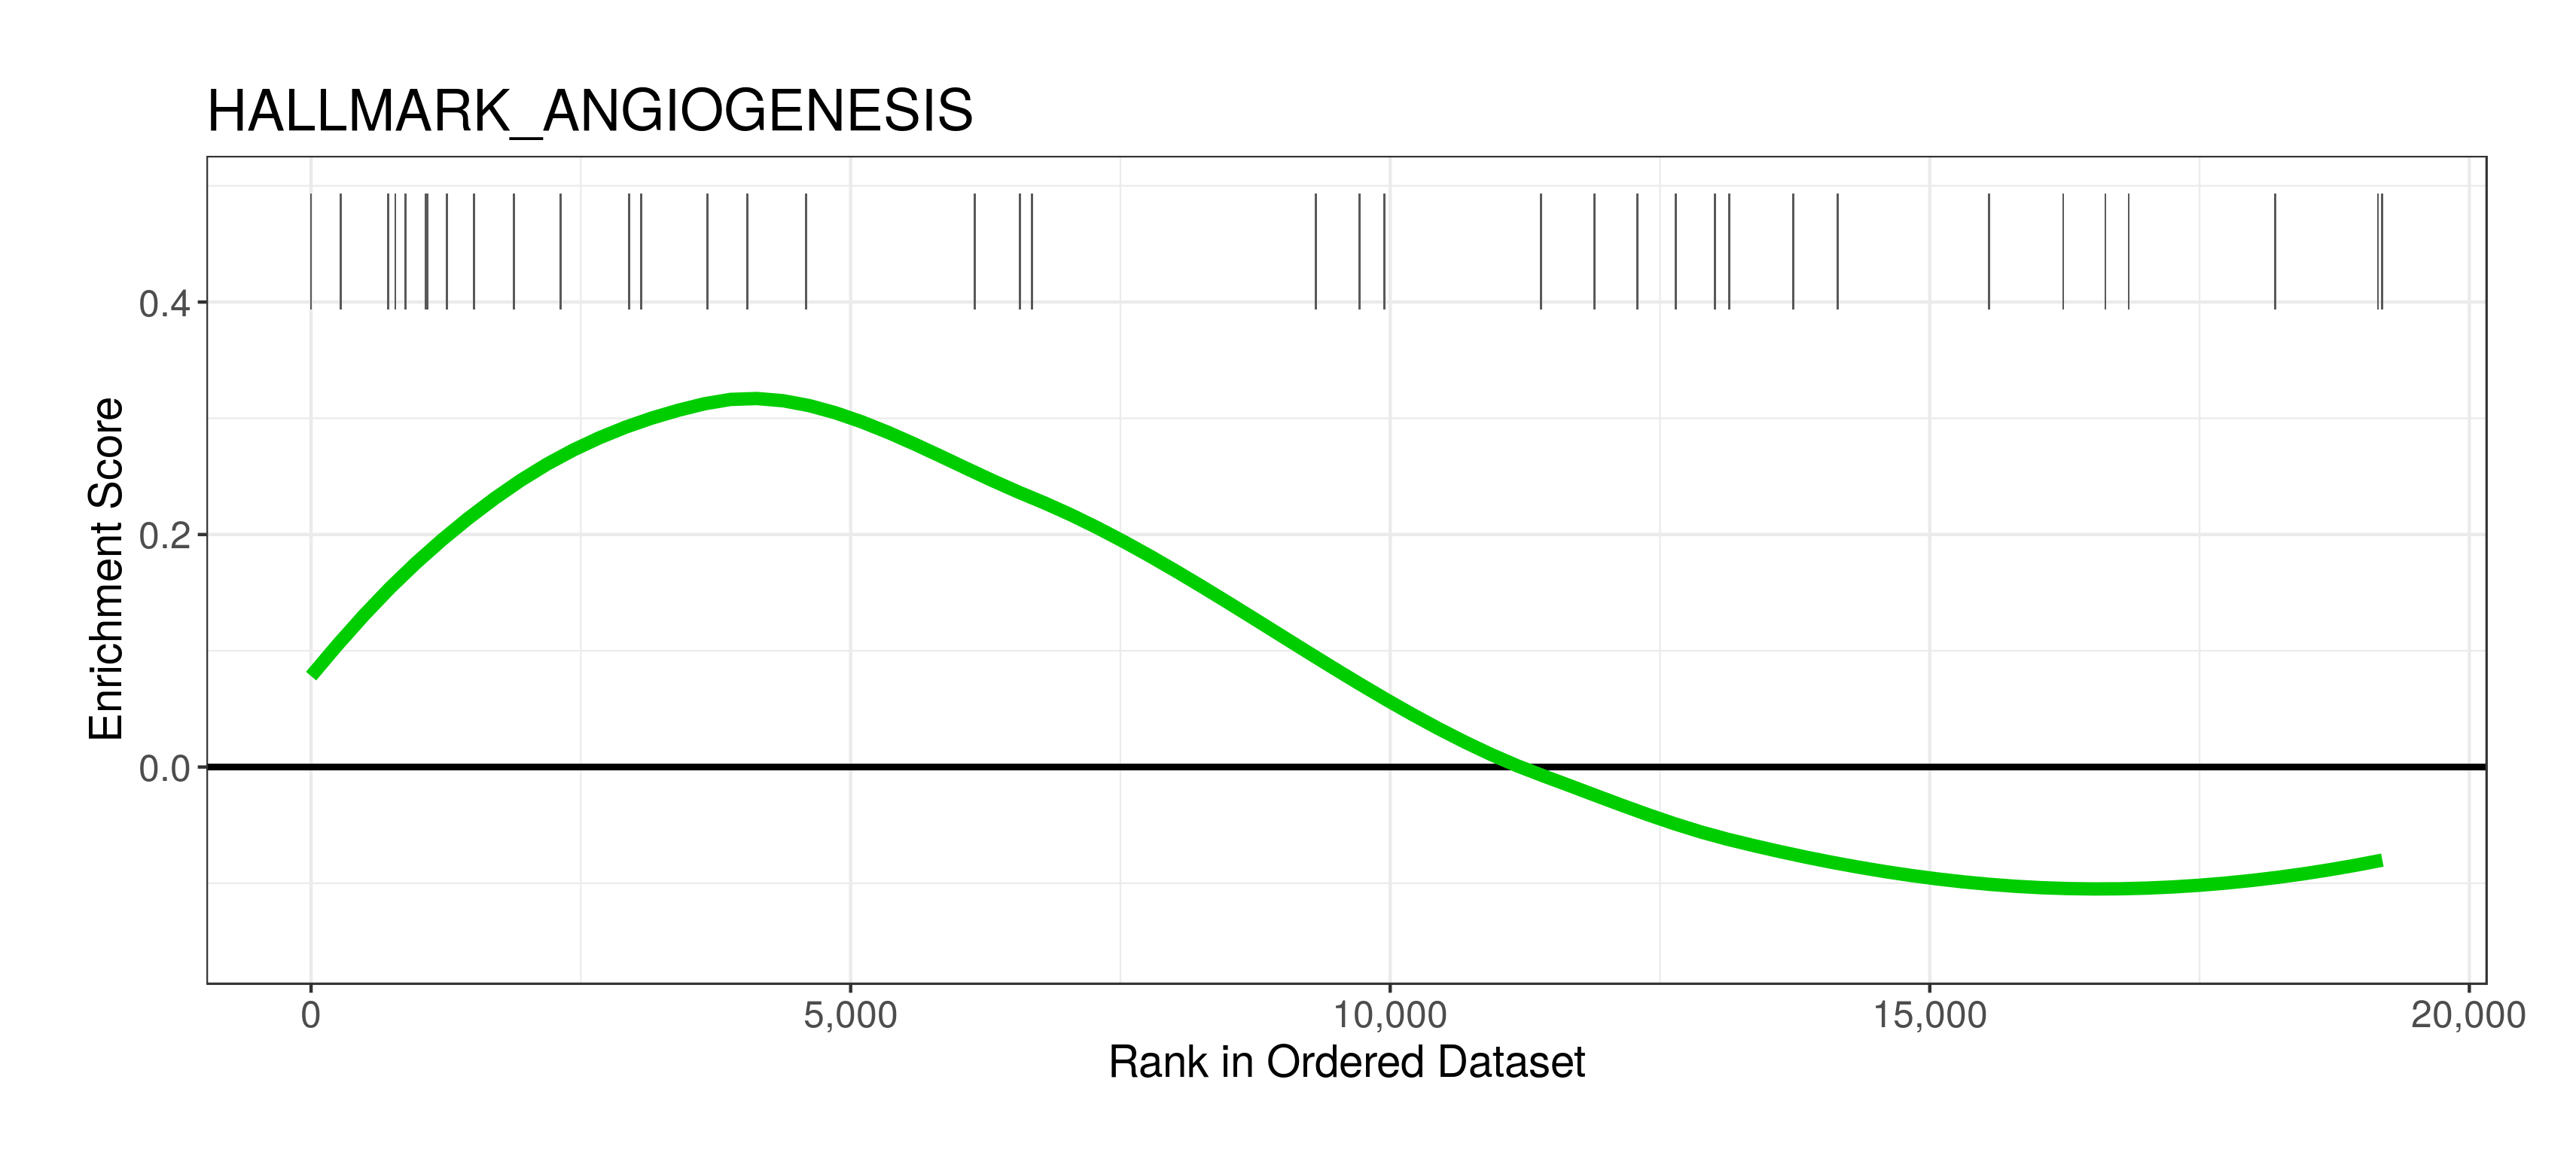 HALLMARK_ANGIOGENESIS
Enrichment Score
0.4
0.2
0.0
0 5,000 10,000 15,000 20,000
Rank in Ordered Dataset